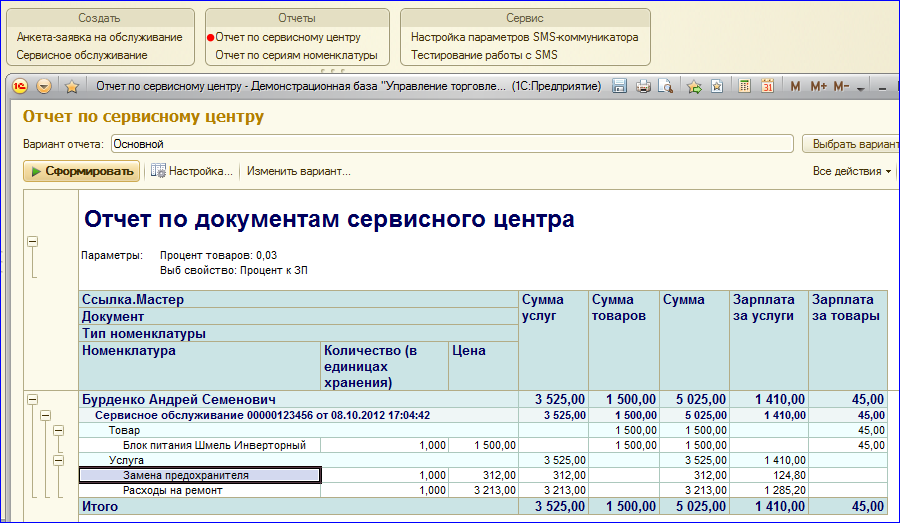 Создать Отчеты Сервис
Анкета-заявка на обслуживание Отчет по сервисному центру Настройка параметров SMS-коммуникатора
Сервисное обслуживание Отчет по сериям номенклатуры Тестирование работы с SMS
Отчет по сервисному центру - Демонстрационная база "Управление торговле... (1С:Предприятие) M M+ M-
Отчет по сервисному центру
Вариант отчета: Основной Выбрать вариант
Сформировать Настройка... Изменить вариант... Все действия
Отчет по документам сервисного центра
Параметры: Процент товаров: 0,03
Выб свойство: Процент к ЗП
Ссылка.Мастер Сумма услуг Сумма товаров Сумма Зарплата за услуги Зарплата за товары
Документ
Тип номенклатуры
Номенклатура Количество (в единицах хранения) Цена
Бурденко Андрей Семенович 3 525,00 1 500,00 5 025,00 1 410,00 45,00
Сервисное обслуживание 00000123456 от 08.10.2012 17:04:42 3 525,00 1 500,00 5 025,00 1 410,00 45,00
Товар 1 500,00 1 500,00 45,00
Блок питания Шмель Инверторный 1,000 1 500,00 1 500,00 1 500,00 45,00
Услуга 3 525,00 3 525,00 1 410,00
Замена предохранителя 1,000 312,00 312,00 312,00 124,80
Расходы на ремонт 1,000 3 213,00 3 213,00 3 213,00 1 285,20
Итого 3 525,00 1 500,00 5 025,00 1 410,00 45,00